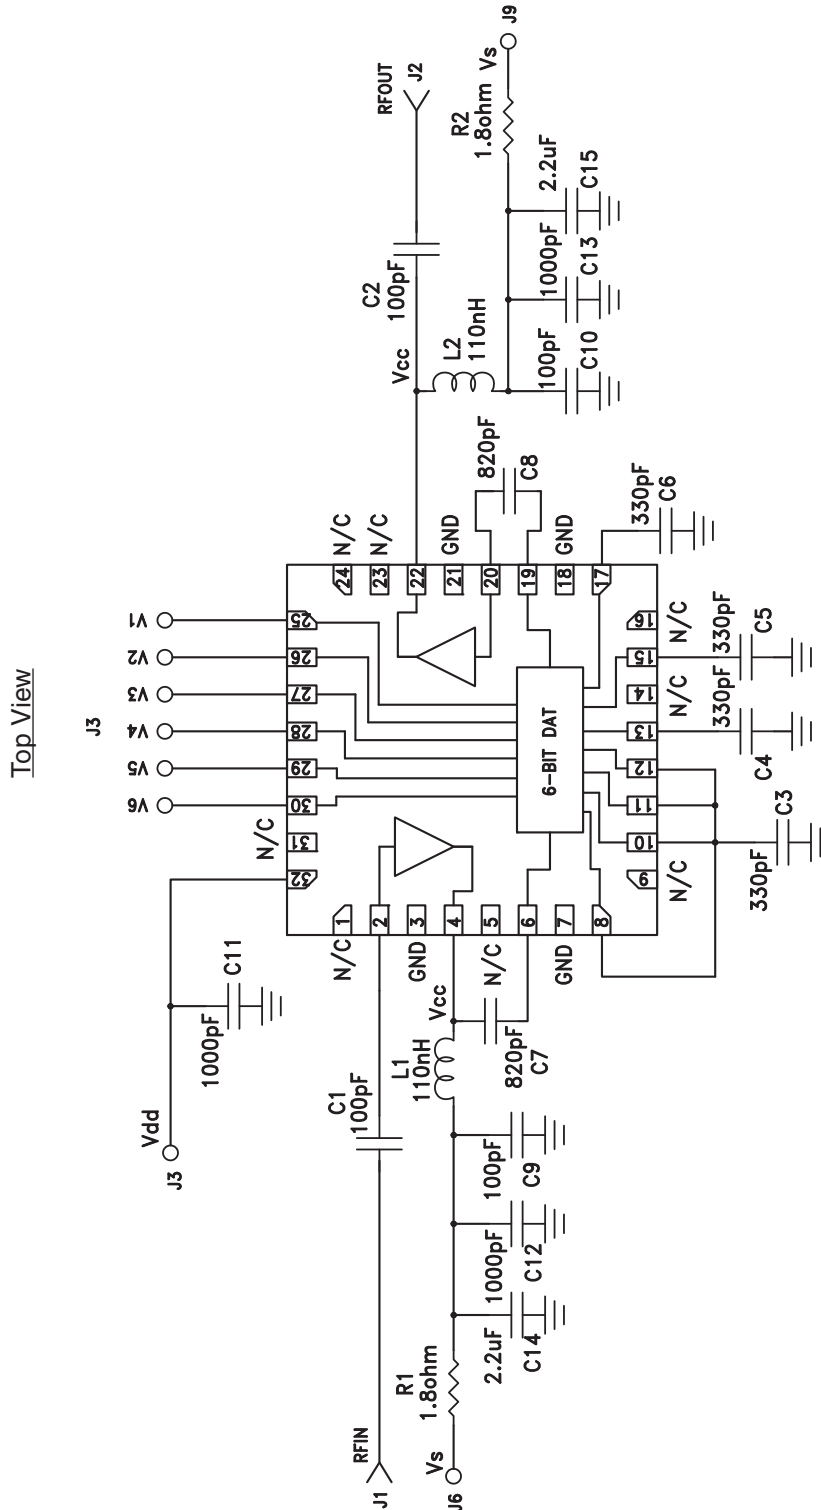 Top View
J3
V6
V5
V4
V3
V2
V1
Vdd
J3
1000pF
C11
N/C
32
31
30
29
28
27
26
25
N/C
1
2
GND
3
4
N/C
5
6
GND
7
8
24
N/C
23
N/C
22
21
GND
20
19
18
GND
17
N/C
9
10
11
12
13
14
N/C
15
16
N/C
6-BIT DAT
RFIN
J1
C1
100pF
Vs
J6
R1
1.8ohm
2.2uF
C14
1000pF
C12
100pF
C9
L1
110nH
Vcc
820pF
C7
330pF
C3
330pF
C4
330pF
C5
330pF
C6
820pF
C8
Vcc
L2
110nH
C2
100pF
RFOUT
J2
100pF
C10
1000pF
C13
2.2uF
C15
R2
1.8ohm
Vs
J9